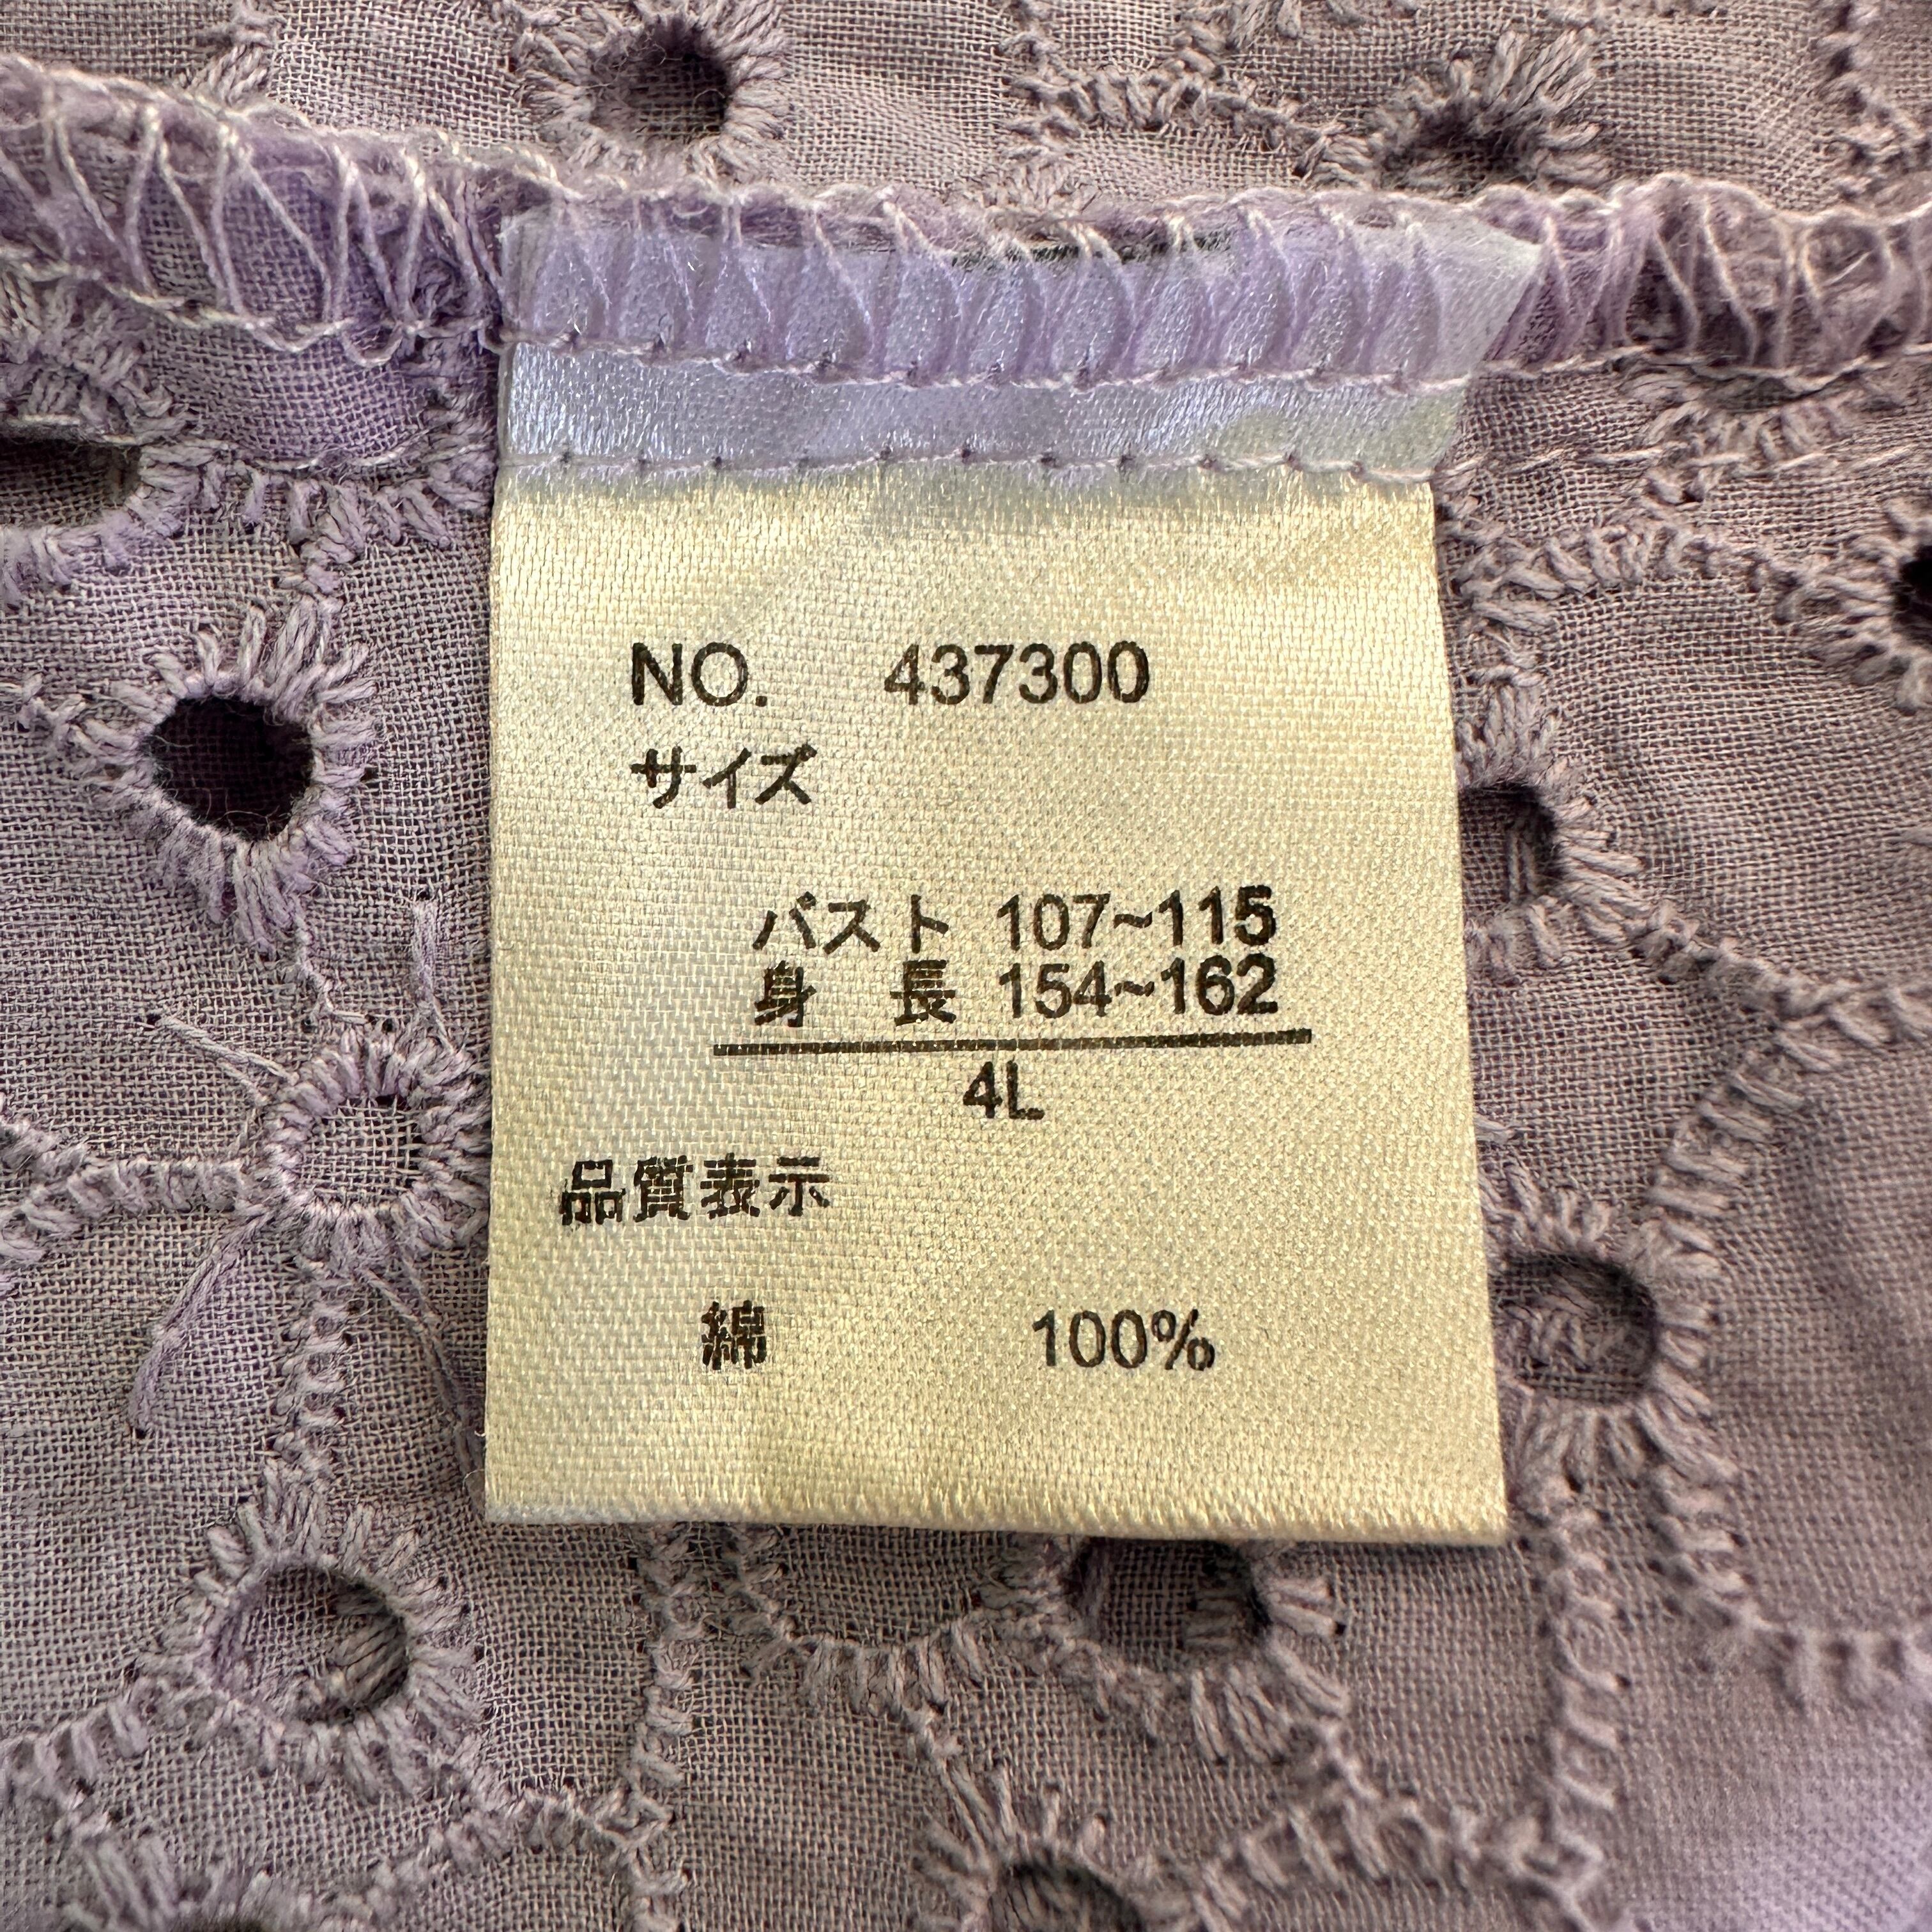 NO. 437300
サイズ
バスト 107~115
身 長 154~162
4L
品質表示
綿 100%